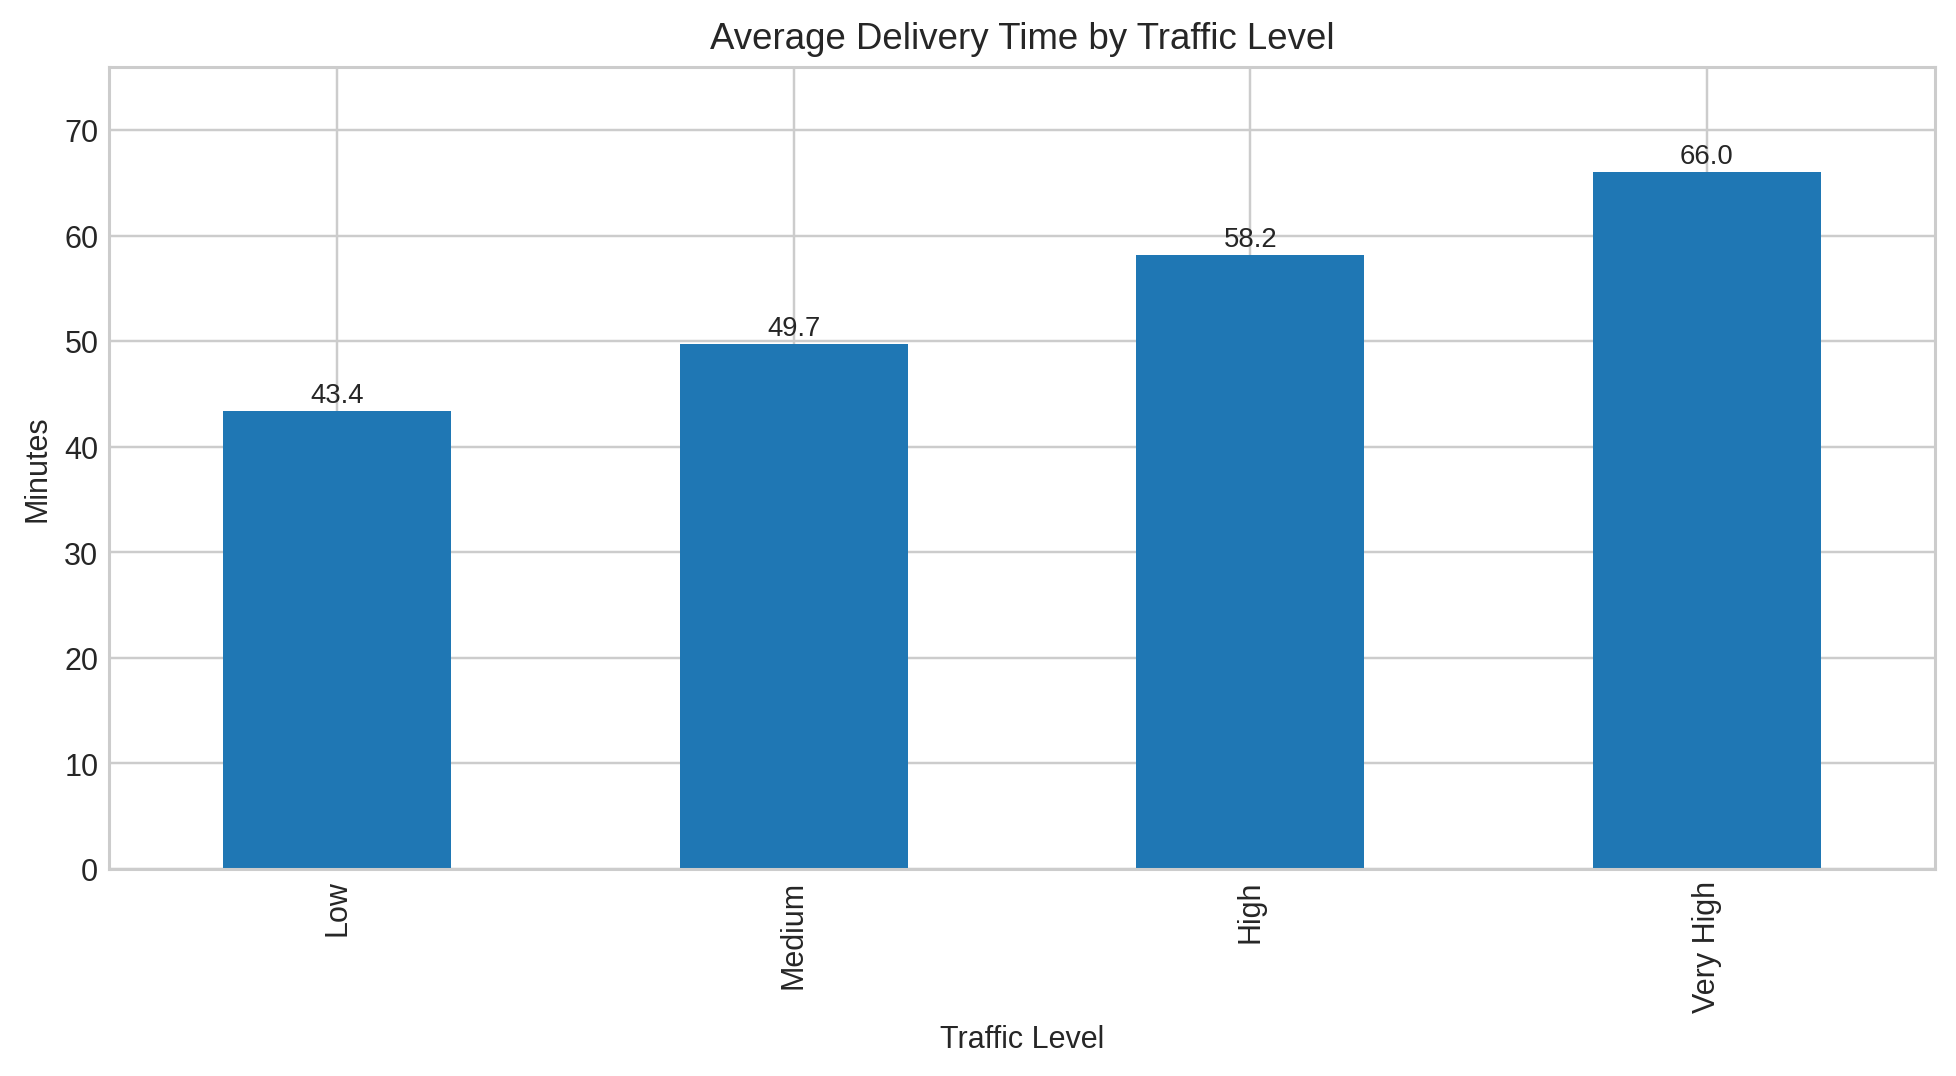 Average Delivery Time by Traffic Level
Minutes
70
60
50
40
30
20
10
0
43.4
49.7
58.2
66.0
Low
Medium
High
Very High
Traffic Level